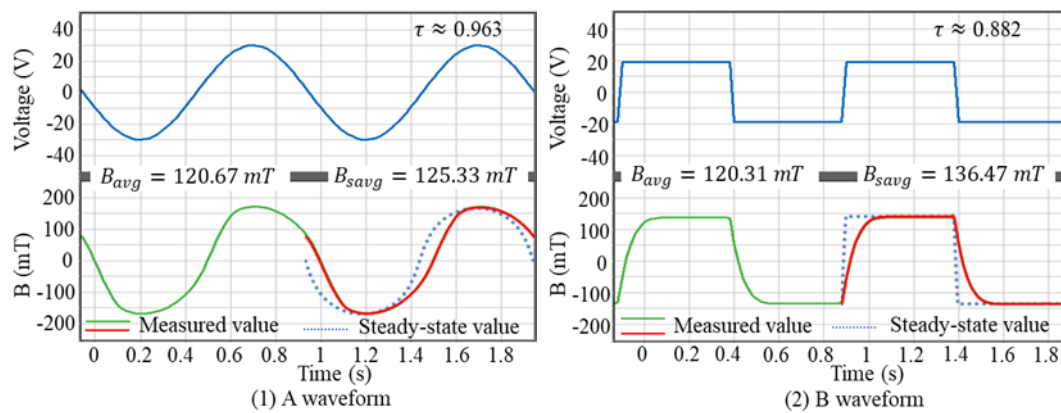 τ ≈ 0.963
Voltage (V)
40
20
0
-20
-40
B_avg = 120.67 mT
B_savg = 125.33 mT
B (mT)
200
100
0
-100
-200
Measured value
Steady-state value
0 0.2 0.4 0.6 0.8 1 1.2 1.4 1.6 1.8
Time (s)
(1) A waveform
τ ≈ 0.882
Voltage (V)
40
20
0
-20
-40
B_avg = 120.31 mT
B_savg = 136.47 mT
B (mT)
200
100
0
-100
-200
Measured value
Steady-state value
0 0.2 0.4 0.6 0.8 1 1.2 1.4 1.6 1.8
Time (s)
(2) B waveform